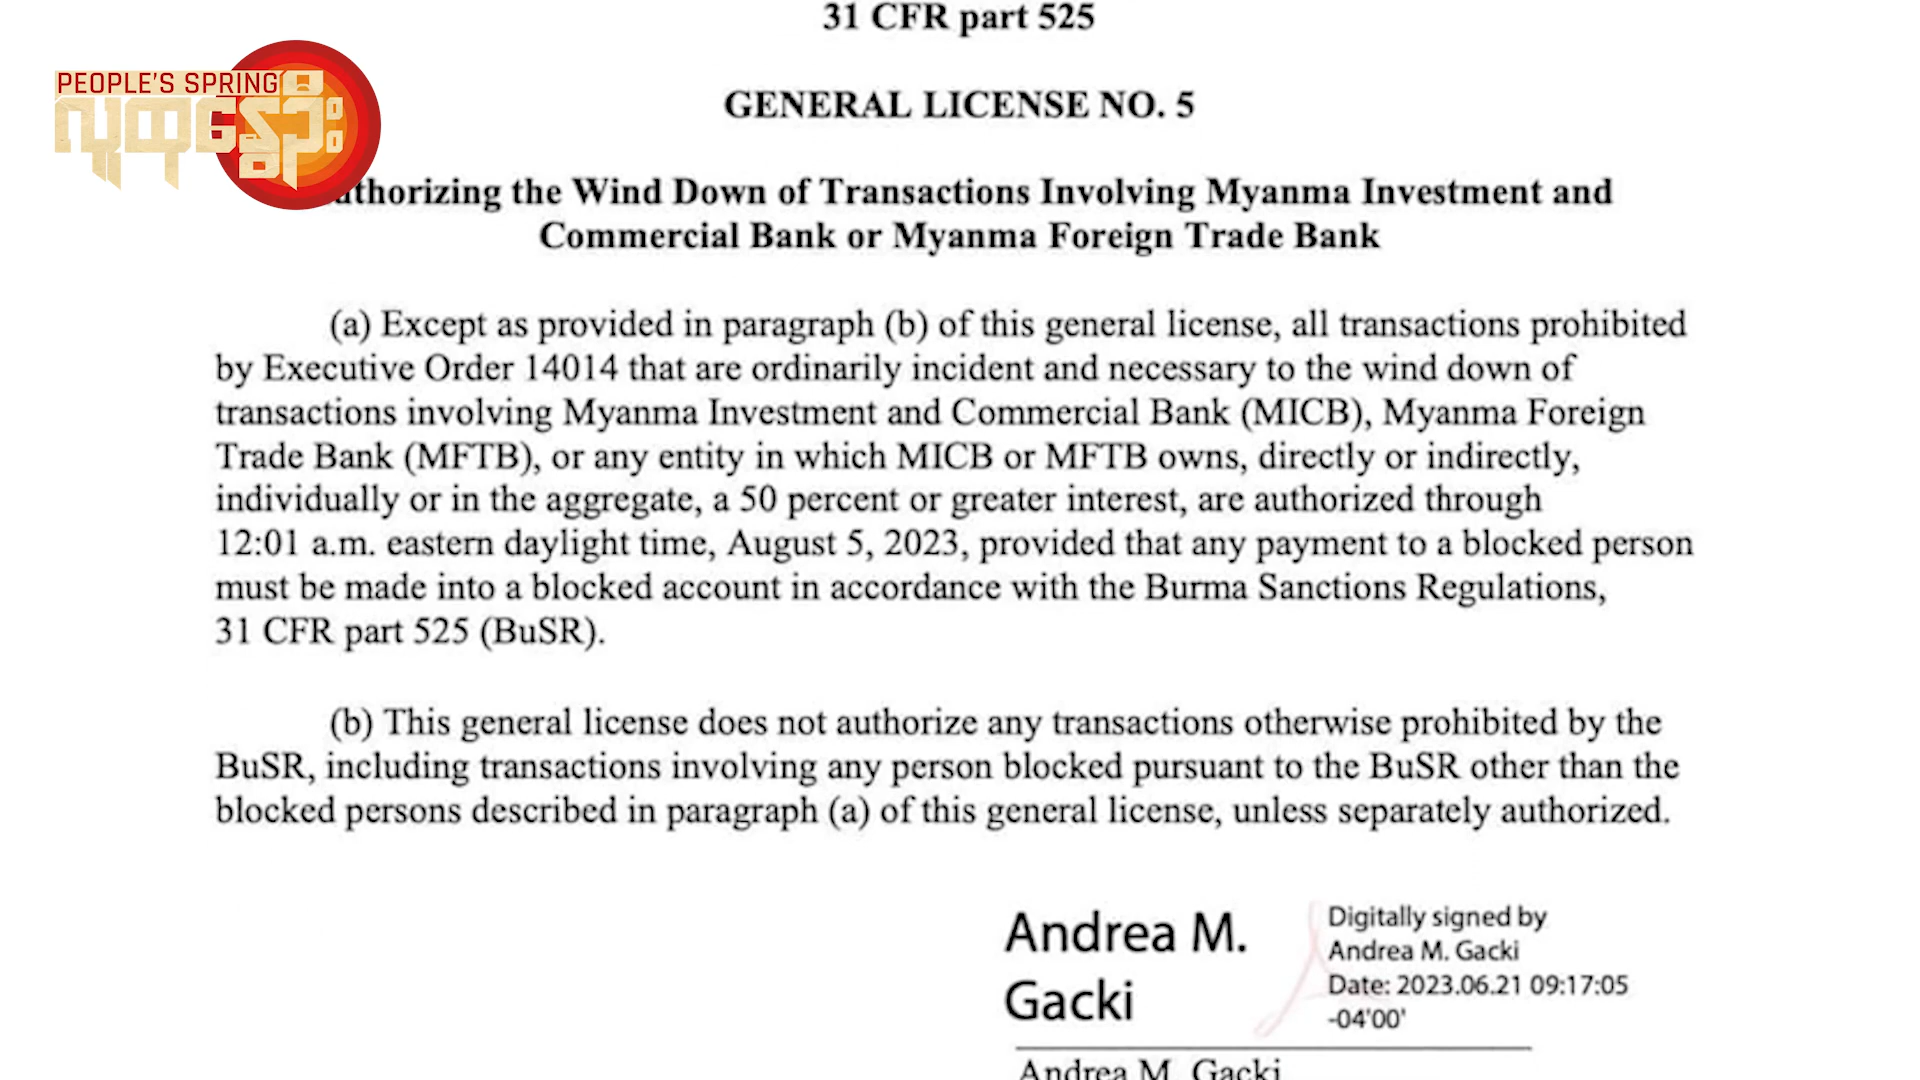 31 CFR part 525
GENERAL LICENSE NO. 5
PEOPLE'S SPRING
လူထုနွေဦး
thorizing the Wind Down of Transactions Involving Myanma Investment and
Commercial Bank or Myanma Foreign Trade Bank
(a) Except as provided in paragraph (b) of this general license, all transactions prohibited
by Executive Order 14014 that are ordinarily incident and necessary to the wind down of
transactions involving Myanma Investment and Commercial Bank (MICB), Myanma Foreign
Trade Bank (MFTB), or any entity in which MICB or MFTB owns, directly or indirectly,
individually or in the aggregate, a 50 percent or greater interest, are authorized through
12:01 a.m. eastern daylight time, August 5, 2023, provided that any payment to a blocked person
must be made into a blocked account in accordance with the Burma Sanctions Regulations,
31 CFR part 525 (BuSR).
(b) This general license does not authorize any transactions otherwise prohibited by the
BuSR, including transactions involving any person blocked pursuant to the BuSR other than the
blocked persons described in paragraph (a) of this general license, unless separately authorized.
Andrea M.
Gacki
Digitally signed by
Andrea M. Gacki
Date: 2023.06.21 09:17:05
-04'00'
Andrea M. Gacki